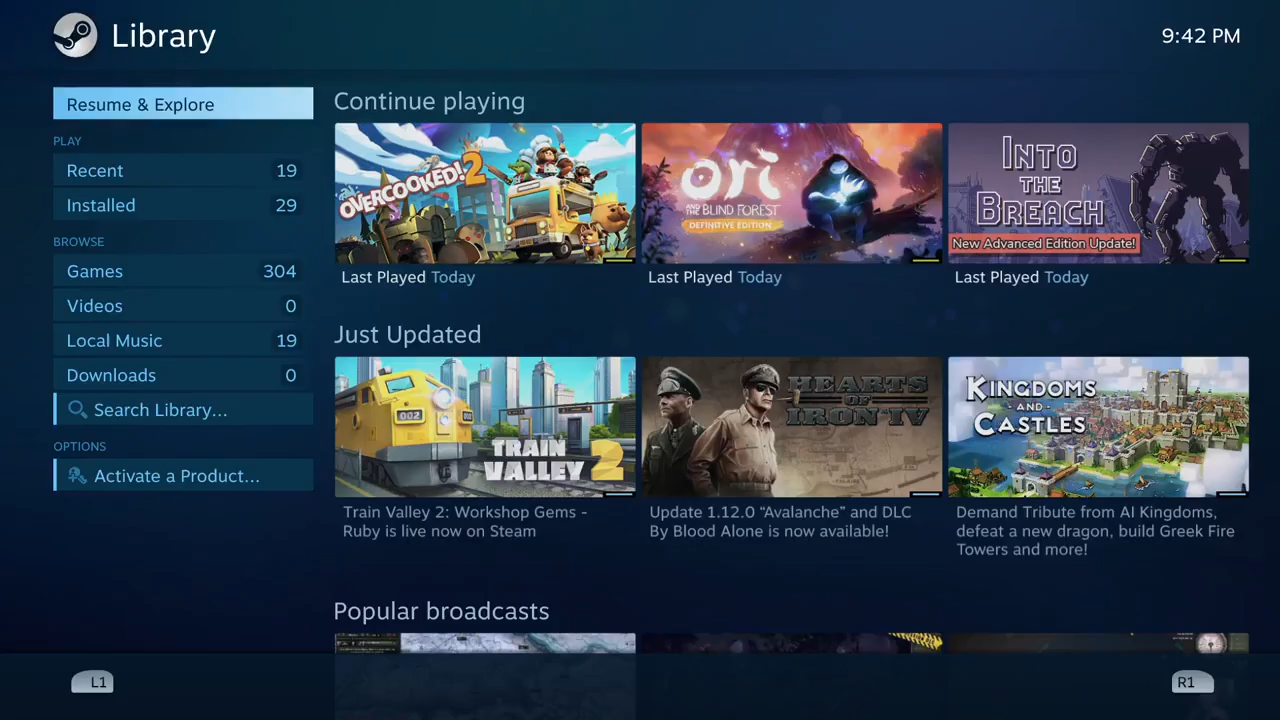 Library
9:42 PM
Resume & Explore
PLAY
Recent 19
Installed 29
BROWSE
Games 304
Videos 0
Local Music 19
Downloads 0
Search Library...
OPTIONS
Activate a Product...
Continue playing
OVERCOOKED! 2
Last Played Today
ori
AND THE BLIND FOREST
DEFINITIVE EDITION
Last Played Today
INTO
THE
BREACH
New Advanced Edition Update!
Last Played Today
Just Updated
002
TRAIN
VALLEY 2
Train Valley 2: Workshop Gems -
Ruby is live now on Steam
HEARTS
OF
IRON IV
Update 1.12.0 “Avalanche” and DLC
By Blood Alone is now available!
KINGDOMS
-AND-
CASTLES
Demand Tribute from AI Kingdoms,
defeat a new dragon, build Greek Fire
Towers and more!
Popular broadcasts
L1
R1